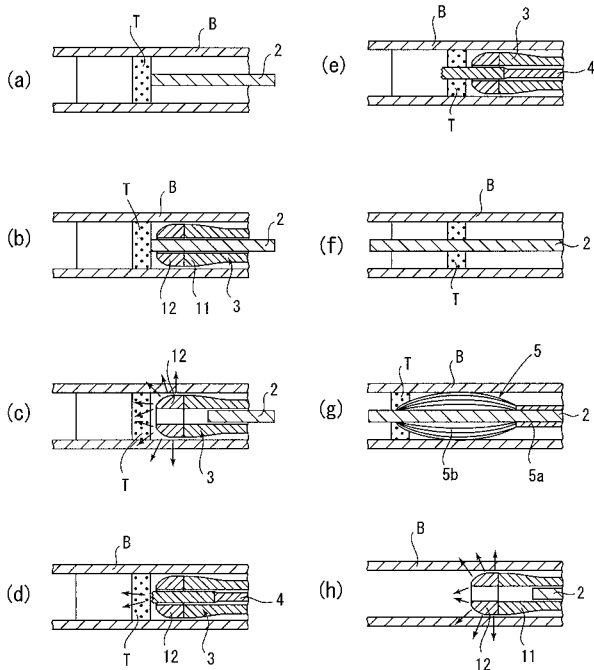 (a) T B 2
(b) T B 2 12 11 3
(c) 12 2 T 3
(d) B T 12 3 4
(e) B 3 4 T
(f) B 2 T
(g) T B 5 2 5b 5a
(h) B 2 12 11